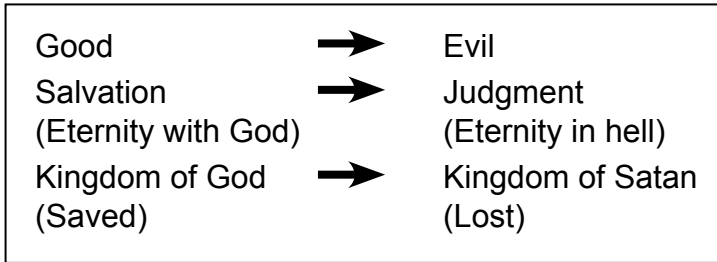 Good Evil
Salvation Judgment
(Eternity with God) (Eternity in hell)
Kingdom of God Kingdom of Satan
(Saved) (Lost)